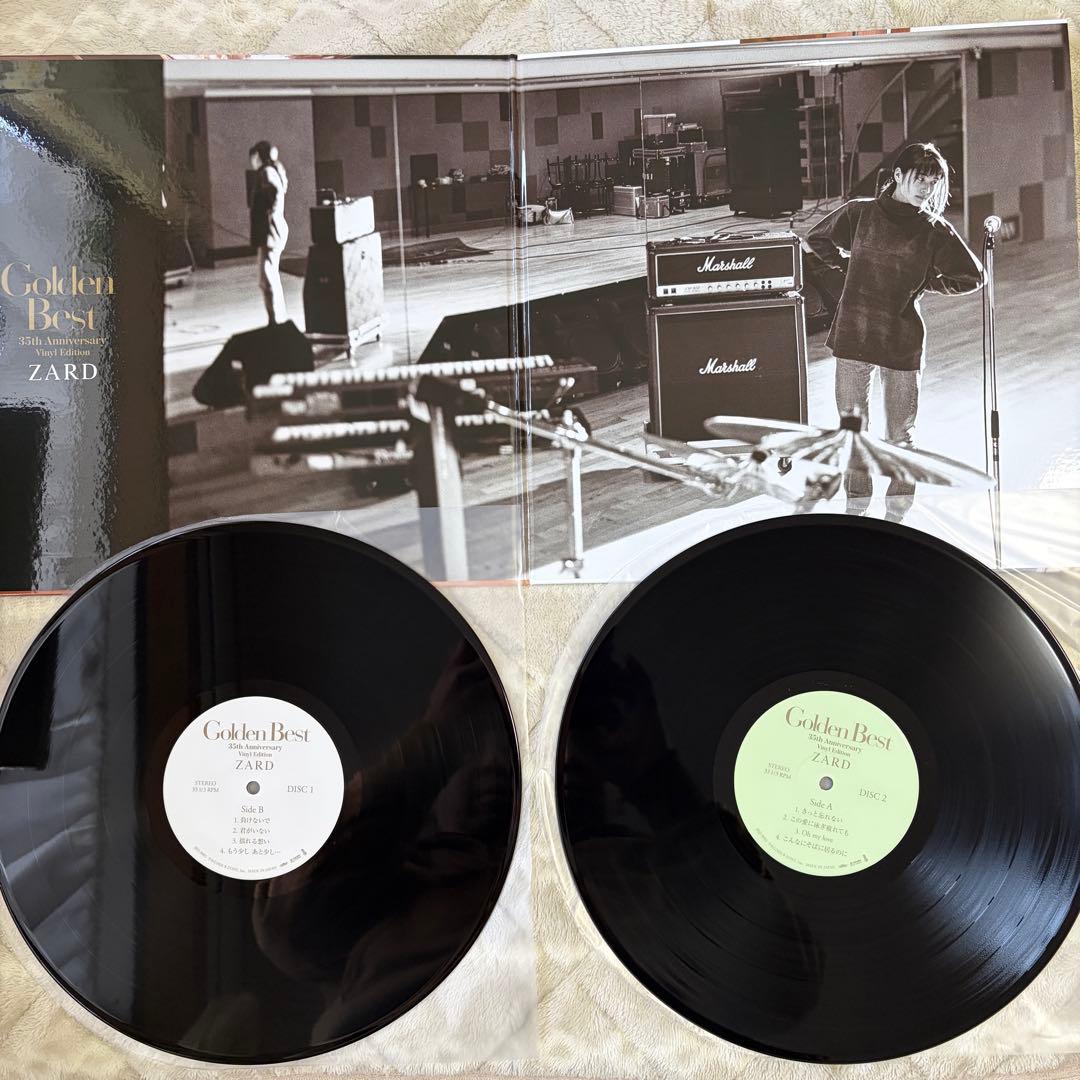 Golden
Best
35th Anniversary
Vinyl Edition
ZARD
Marshall
Marshall
Golden Best
35th Anniversary
Vinyl Edition
ZARD
STEREO
33 1/3 RPM
DISC 1
Side B
1. 負けないで
2. 君がいない
3. 揺れる想い
4. もう少し あと少し…
Golden Best
35th Anniversary
Vinyl Edition
ZARD
STEREO
33 1/3 RPM
DISC 2
Side A
1. きっと忘れない
2. この愛に泳ぎ疲れても
3. Oh my love
4. こんなにそばに居るのに